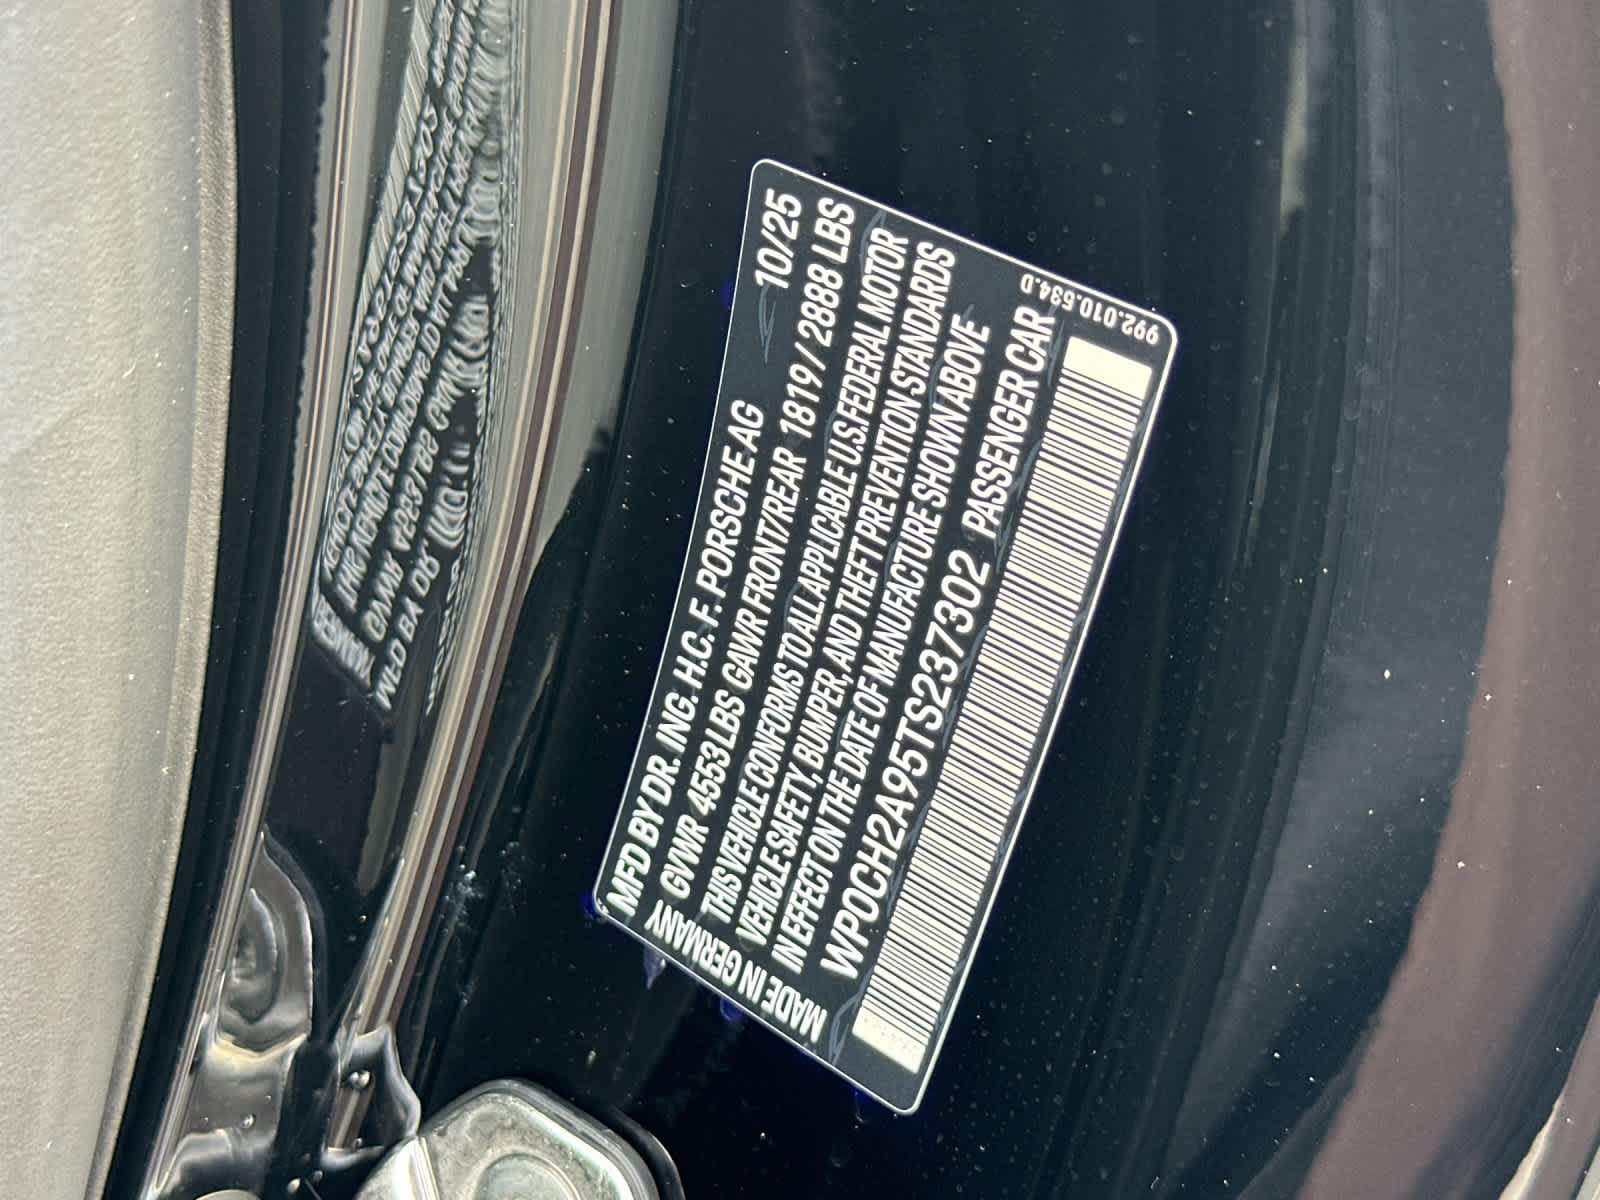 MFD BY DR. ING. H.C. F. PORSCHE AG 10/25
GVWR 4553 LBS GAWR FRONT/REAR 1819/2888 LBS
THIS VEHICLE CONFORMS TO ALL APPLICABLE U.S. FEDERAL MOTOR
VEHICLE SAFETY, BUMPER, AND THEFT PREVENTION STANDARDS
IN EFFECT ON THE DATE OF MANUFACTURE SHOWN ABOVE
WP0CH2A95TS237302 PASSENGER CAR
MADE IN GERMANY
992.010.534.D